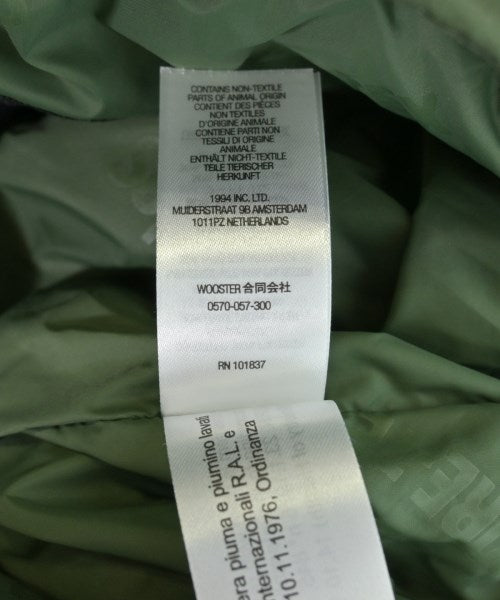 CONTAINS NON-TEXTILE
PARTS OF ANIMAL ORIGIN
CONTIENT DES PIÈCES
NON TEXTILES
D'ORIGINE ANIMALE
CONTIENE PARTI NON
TESSILI DI ORIGINE
ANIMALE
ENTHÄLT NICHT-TEXTILE
TEILE TIERISCHER
HERKUNFT
1994 INC. LTD.
MUIDERSTRAAT 9B AMSTERDAM
1011PZ NETHERLANDS
WOOSTER合同会社
0570-057-300
RN 101837
era piuma e piumino lavati
nternazionali R.A.L. e
10.11.1976, Ordinanza